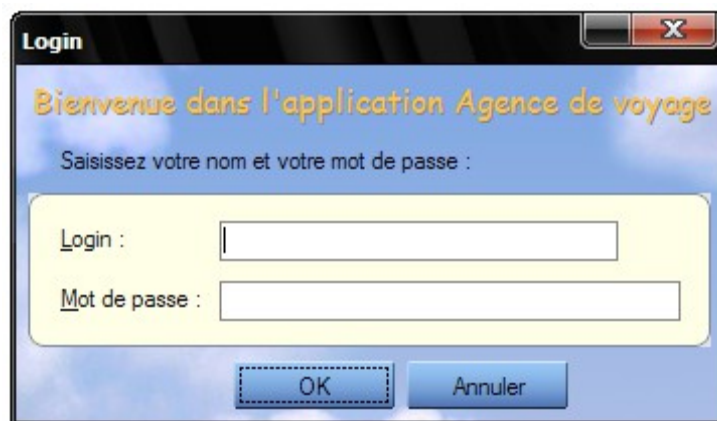 Login
Bienvenue dans l'application Agence de voyage
Saisissez votre nom et votre mot de passe :
Login :
Mot de passe :
OK Annuler